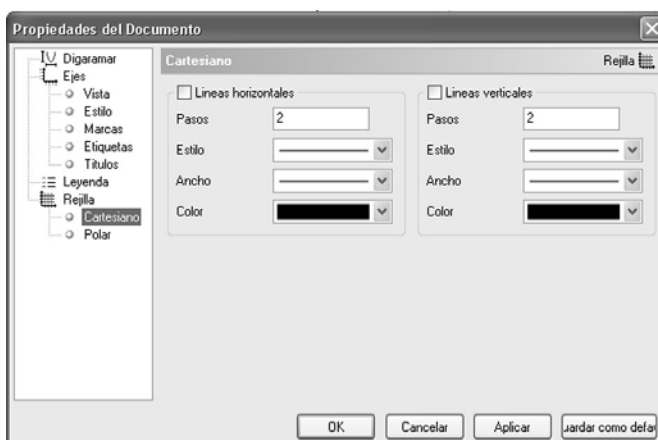 Propiedades del Documento
Digaramar
Ejes
Vista
Estilo
Marcas
Etiquetas
Titulos
Leyenda
Rejilla
Cartesiano
Polar
Cartesiano
Rejilla
Lineas horizontales
Pasos 2
Estilo
Ancho
Color
Lineas verticales
Pasos 2
Estilo
Ancho
Color
OK
Cancelar
Aplicar
uardar como defa